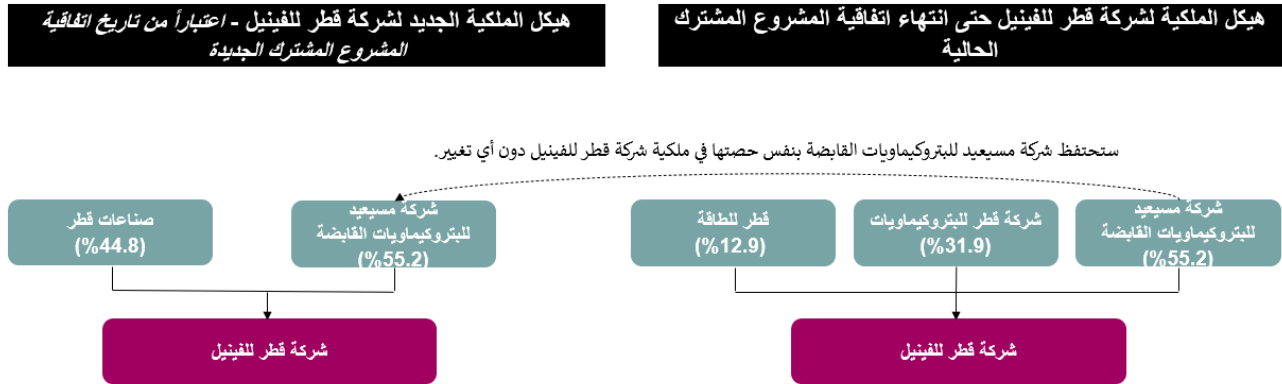 هيكل الملكية لشركة قطر للفينيل حتى انتهاء اتفاقية المشروع المشترك
الحالية
هيكل الملكية الجديد لشركة قطر للفينيل - اعتباراً من تاريخ اتفاقية
المشروع المشترك الجديدة
ستحتفظ شركة مسيعيد للبتروكيماويات القابضة بنفس حصتها في ملكية شركة قطر للفينيل دون أي تغيير.
شركة مسيعيد
للبتروكيماويات القابضة
(%55.2)
شركة قطر للبتروكيماويات
(%31.9)
قطر للطاقة
(%12.9)
شركة قطر للفينيل
شركة مسيعيد
للبتروكيماويات القابضة
(%55.2)
صناعات قطر
(%44.8)
شركة قطر للفينيل